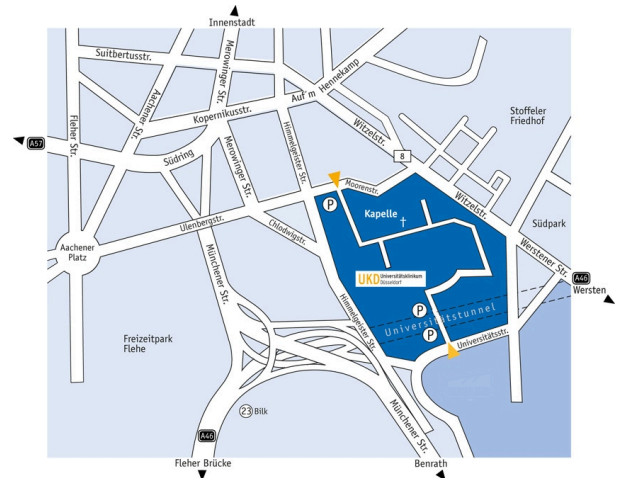 Innenstadt
Suitbertusstr.
Merowinger Str.
Auf'm Hennekamp
Aachener Str.
Kopernikusstr.
Fleher Str.
Witzelstr.
Stoffeler
Friedhof
A57
Südring
Merowinger Str.
Himmelgeister Str.
8
Moorenstr.
P
Kapelle
Witzelstr.
Südpark
Ulenbergstr.
Chlodwigstr.
Aachener
Platz
Münchener Str.
UKD Universitätsklinikum
Düsseldorf
Werstener Str.
A46
Wersten
Himmelgeister Str.
P
Universitätstunnel
P
Universitätsstr.
Freizeitpark
Flehe
23 Bilk
Münchener Str.
A46
Fleher Brücke
Benrath